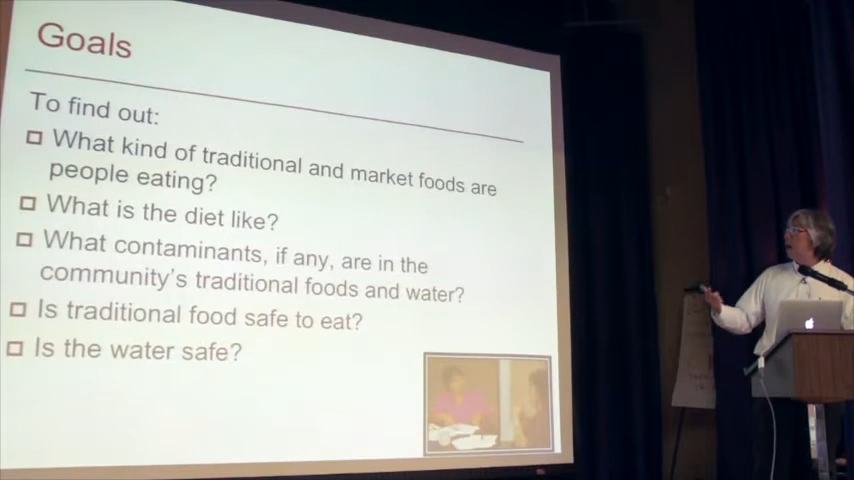 Goals
To find out:
What kind of traditional and market foods are
people eating?
What is the diet like?
What contaminants, if any, are in the
community's traditional foods and water?
Is traditional food safe to eat?
Is the water safe?